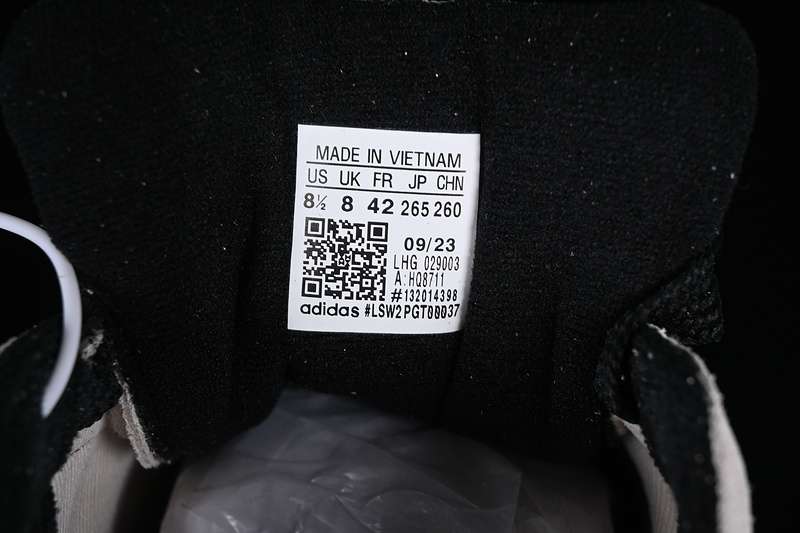 MADE IN VIETNAM
US UK FR JP CHN
8½ 8 42 265 260
09/23
LHG 029003
A: HQ8711
#132014398
adidas #LSW2PGT00037